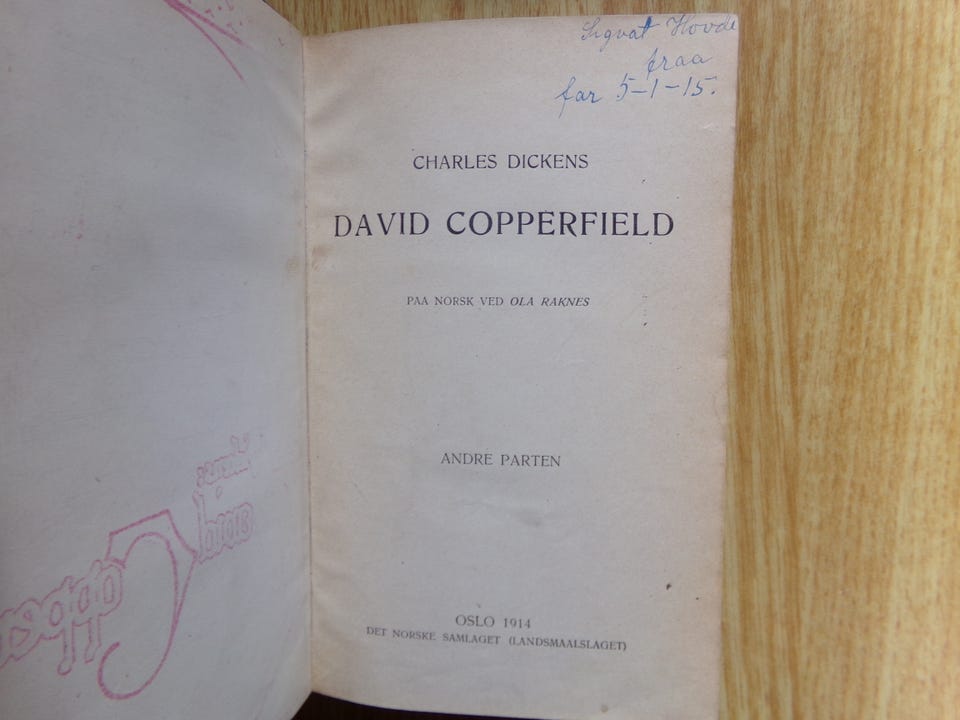 Sigvat Hovde
fraa
far 5-1-15.
CHARLES DICKENS
DAVID COPPERFIELD
PAA NORSK VED OLA RAKNES
ANDRE PARTEN
OSLO 1914
DET NORSKE SAMLAGET (LANDSMAALSLAGET)